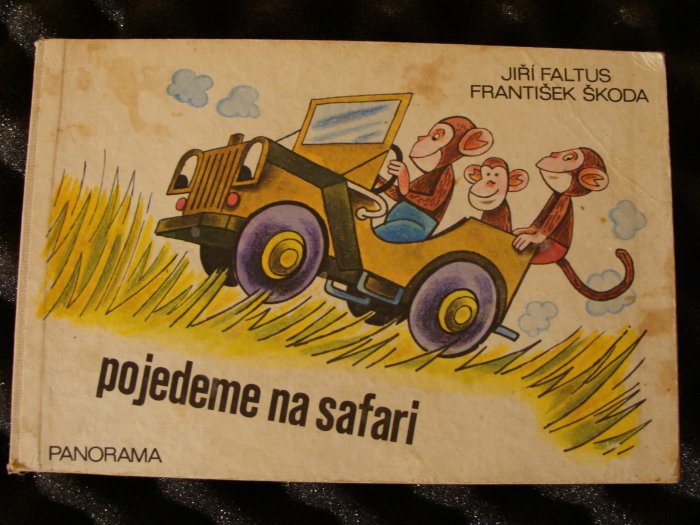 JIŘÍ FALTUS
FRANTIŠEK ŠKODA
pojedeme na safari
PANORAMA